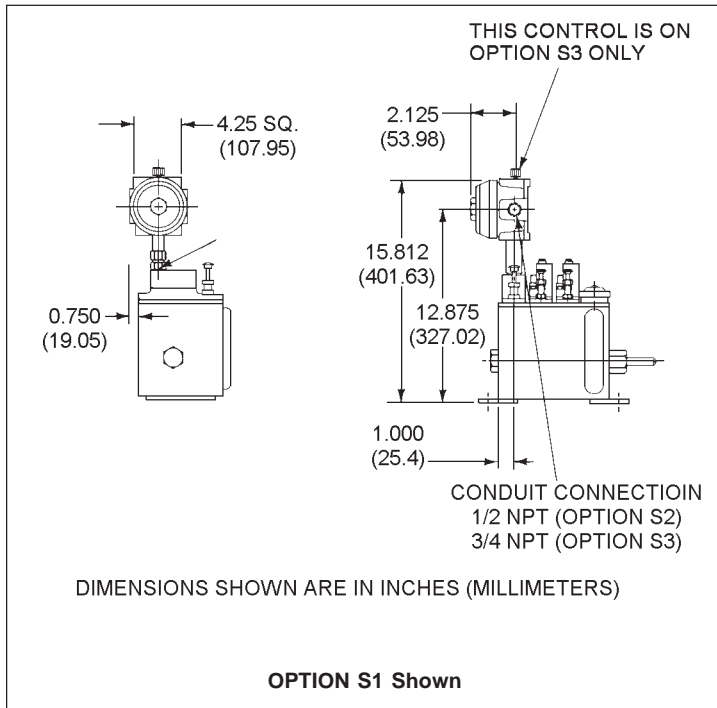 THIS CONTROL IS ON
OPTION S3 ONLY
4.25 SQ.
(107.95)
2.125
(53.98)
15.812
(401.63)
12.875
(327.02)
0.750
(19.05)
1.000
(25.4)
CONDUIT CONNECTIOIN
1/2 NPT (OPTION S2)
3/4 NPT (OPTION S3)
DIMENSIONS SHOWN ARE IN INCHES (MILLIMETERS)
OPTION S1 Shown